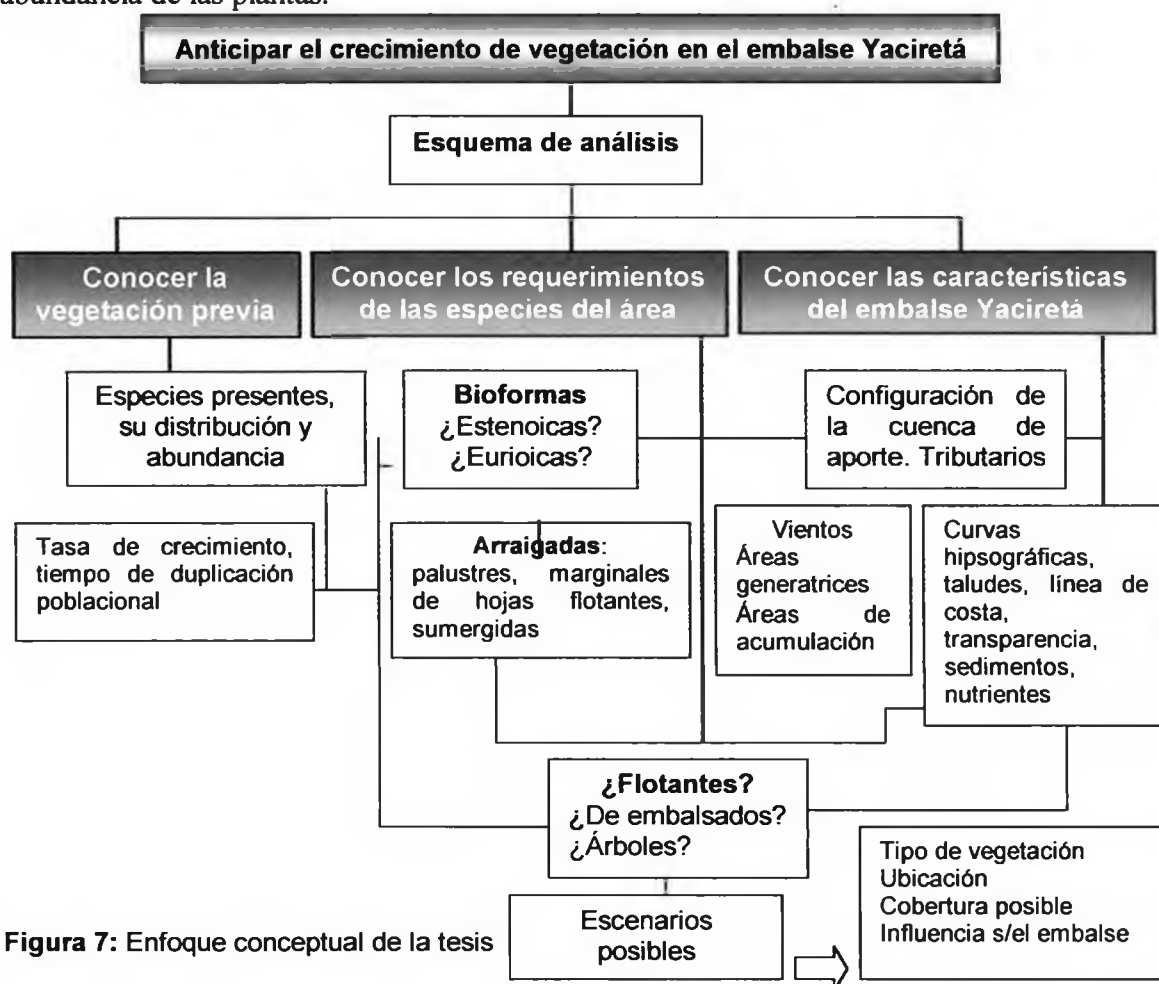 abundancia de las plantas.
Anticipar el crecimiento de vegetación en el embalse Yaciretá
Esquema de análisis
Conocer la
vegetación previa
Conocer los requerimientos
de las especies del área
Conocer las características
del embalse Yaciretá
Especies presentes,
su distribución y
abundancia
Bioformas
¿Estenoicas?
¿Eurioicas?
Configuración de
la cuenca de
aporte. Tributarios
Tasa de crecimiento,
tiempo de duplicación
poblacional
Arraigadas:
palustres, marginales
de hojas flotantes,
sumergidas
Vientos
Áreas
generatrices
Áreas de
acumulación
Curvas
hipsográficas,
taludes, línea de
costa,
transparencia,
sedimentos,
nutrientes
¿Flotantes?
¿De embalsados?
¿Árboles?
Escenarios
posibles
Tipo de vegetación
Ubicación
Cobertura posible
Influencia s/el embalse
Figura 7: Enfoque conceptual de la tesis